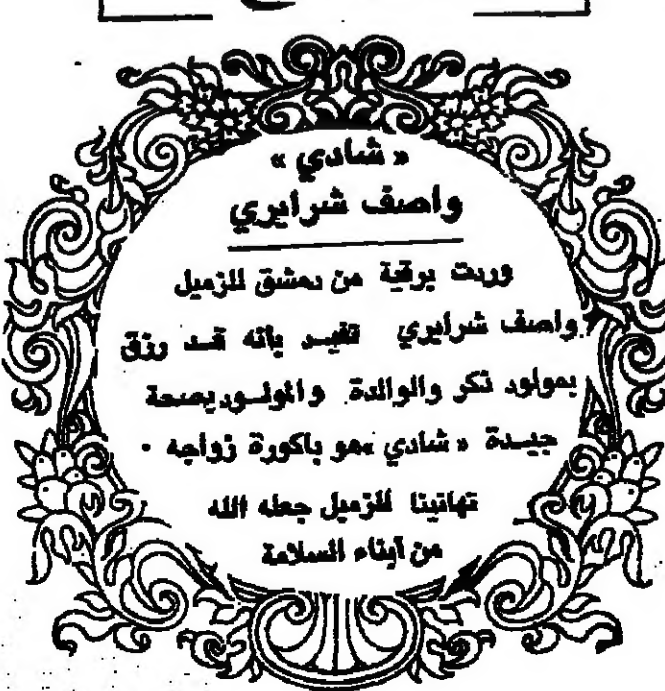 « شادي »
واصف شرايري
وردت برقية من دمشق للزميل
واصف شرايري تفيد بأنه قد رزق
بمولود ذكر والوالدة والمولود بصحة
جيدة « شادي » هو باكورة زواجه ٠
تهانينا للزميل جعله الله
من أبناء السلامة